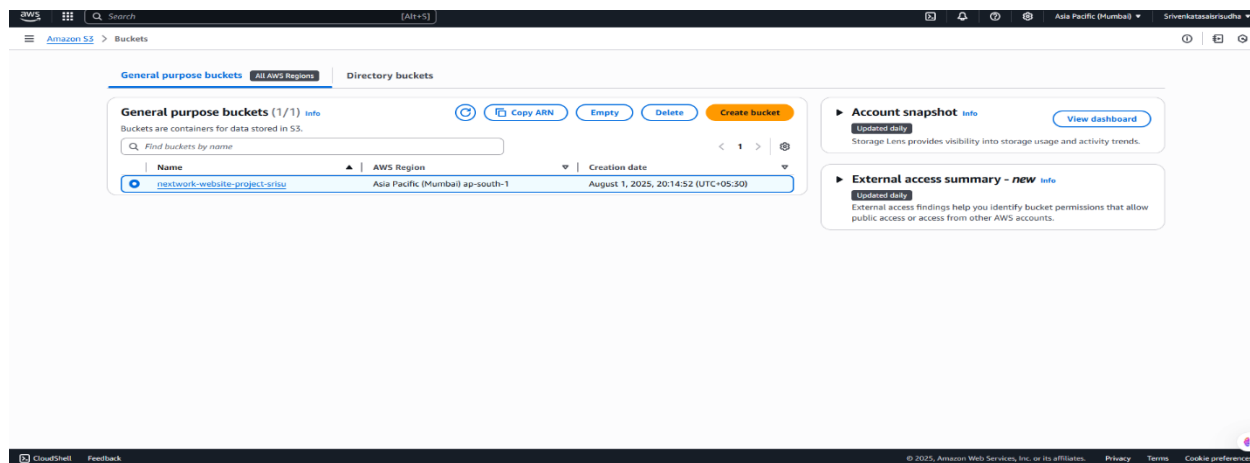 aws Search [Alt+S] Asia Pacific (Mumbai) ▼ Srivenkatasaisrisudha ▼
Amazon S3 > Buckets
General purpose buckets All AWS Regions Directory buckets
General purpose buckets (1/1) Info
Copy ARN Empty Delete Create bucket
Buckets are containers for data stored in S3.
Find buckets by name
< 1 >
Name ▲ AWS Region ▼ Creation date ▼
nextwork-website-project-srisu Asia Pacific (Mumbai) ap-south-1 August 1, 2025, 20:14:52 (UTC+05:30)
▶ Account snapshot Info View dashboard
Updated daily
Storage Lens provides visibility into storage usage and activity trends.
▶ External access summary - new Info
Updated daily
External access findings help you identify bucket permissions that allow
public access or access from other AWS accounts.
CloudShell Feedback © 2025, Amazon Web Services, Inc. or its affiliates. Privacy Terms Cookie preferences